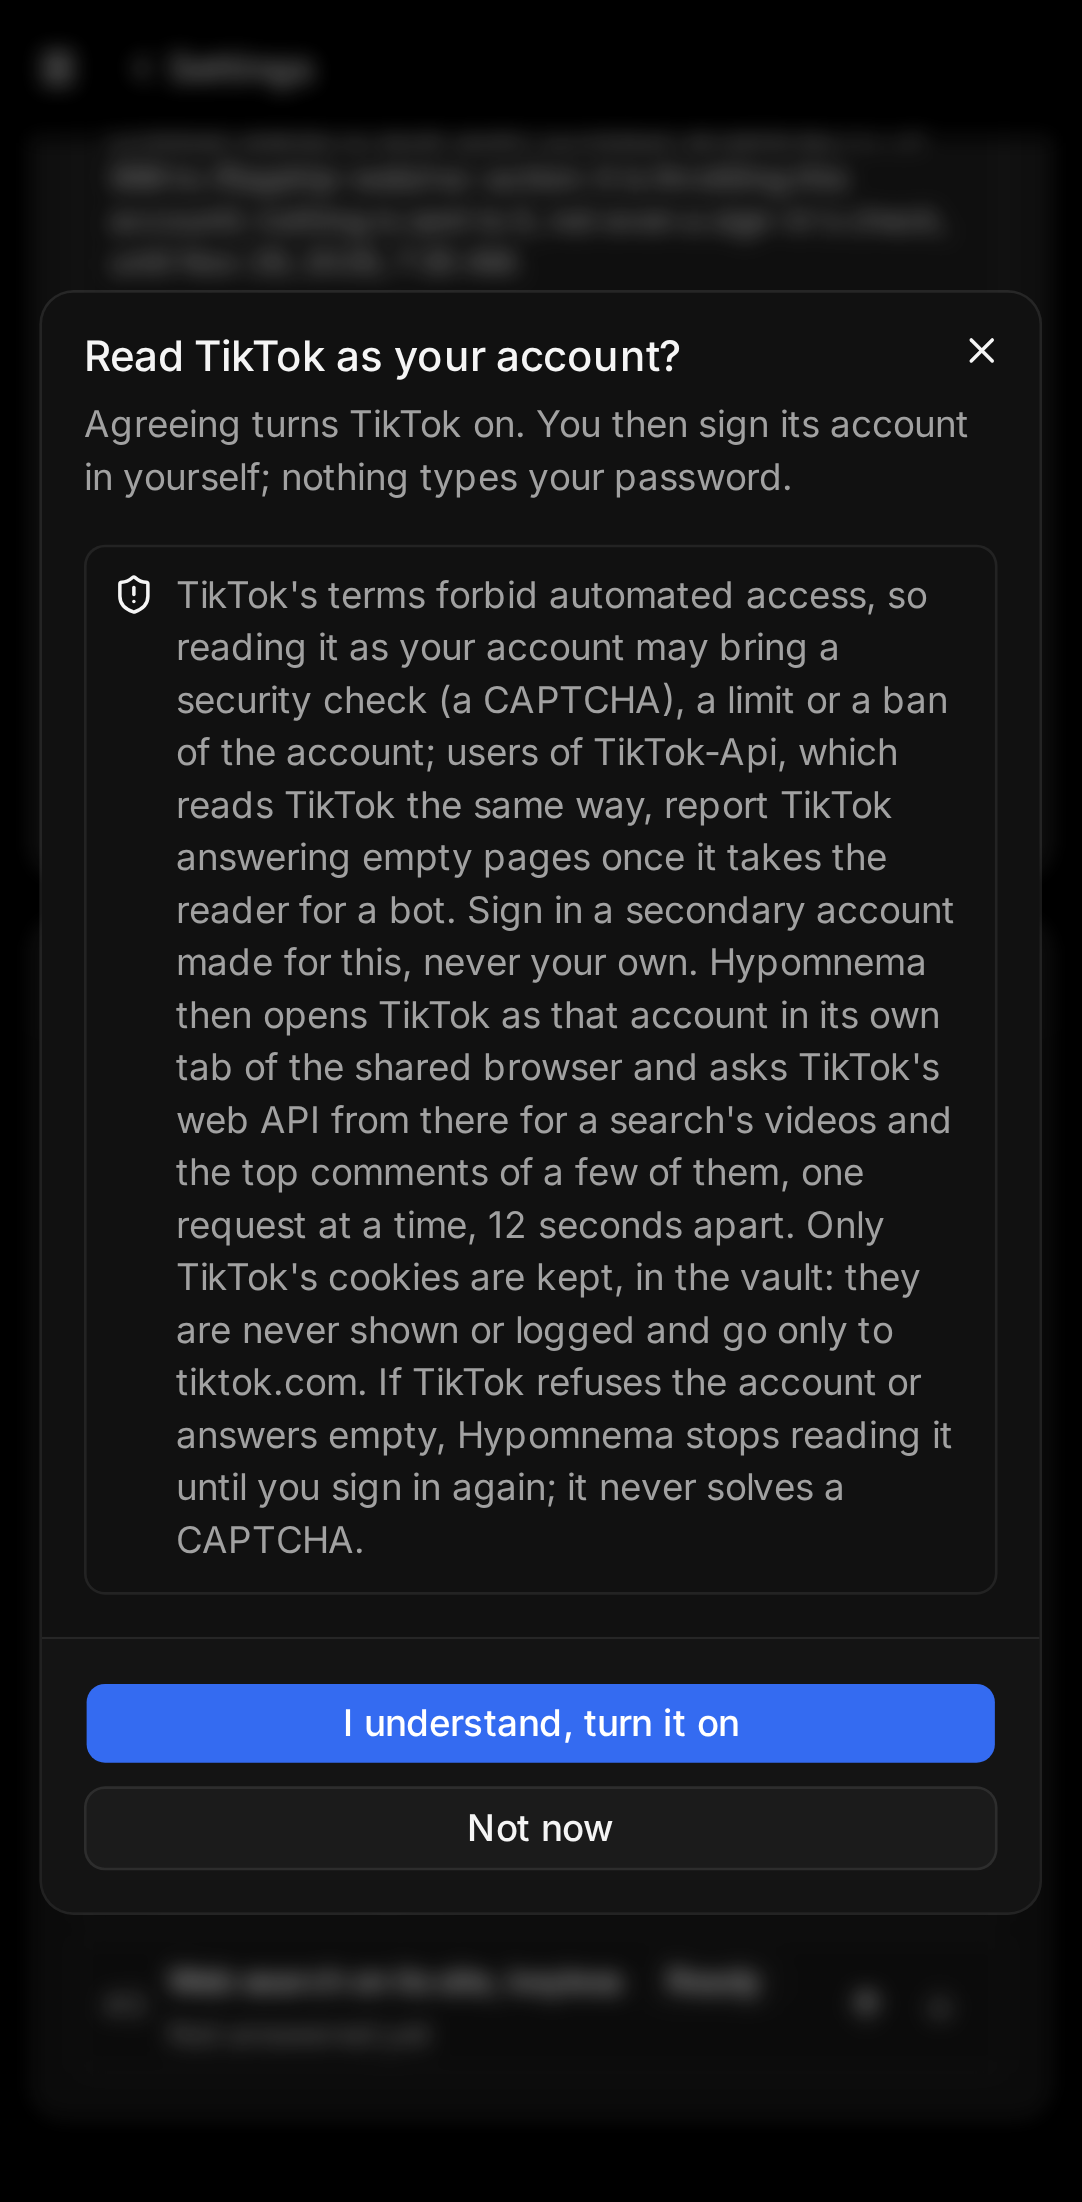 Settings
Read TikTok as your account?
Agreeing turns TikTok on. You then sign its account
in yourself; nothing types your password.
TikTok's terms forbid automated access, so
reading it as your account may bring a
security check (a CAPTCHA), a limit or a ban
of the account; users of TikTok-Api, which
reads TikTok the same way, report TikTok
answering empty pages once it takes the
reader for a bot. Sign in a secondary account
made for this, never your own. Hypomnema
then opens TikTok as that account in its own
tab of the shared browser and asks TikTok's
web API from there for a search's videos and
the top comments of a few of them, one
request at a time, 12 seconds apart. Only
TikTok's cookies are kept, in the vault: they
are never shown or logged and go only to
tiktok.com. If TikTok refuses the account or
answers empty, Hypomnema stops reading it
until you sign in again; it never solves a
CAPTCHA.
I understand, turn it on
Not now